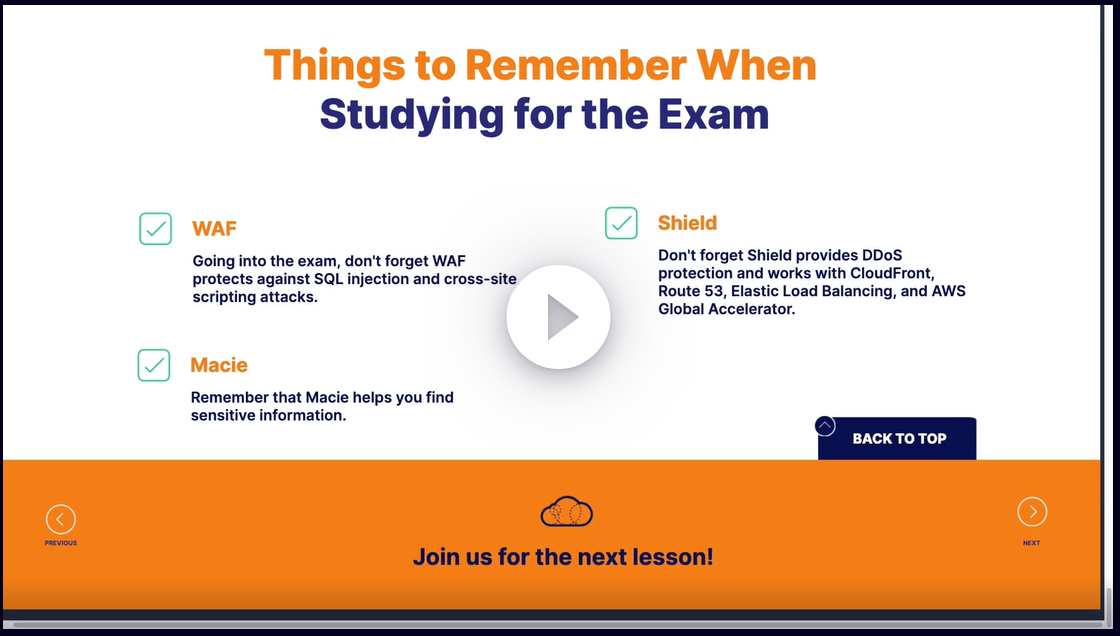 Things to Remember When
Studying for the Exam
WAF
Going into the exam, don't forget WAF
protects against SQL injection and cross-site
scripting attacks.
Shield
Don't forget Shield provides DDoS
protection and works with CloudFront,
Route 53, Elastic Load Balancing, and AWS
Global Accelerator.
Macie
Remember that Macie helps you find
sensitive information.
BACK TO TOP
PREVIOUS
NEXT
Join us for the next lesson!